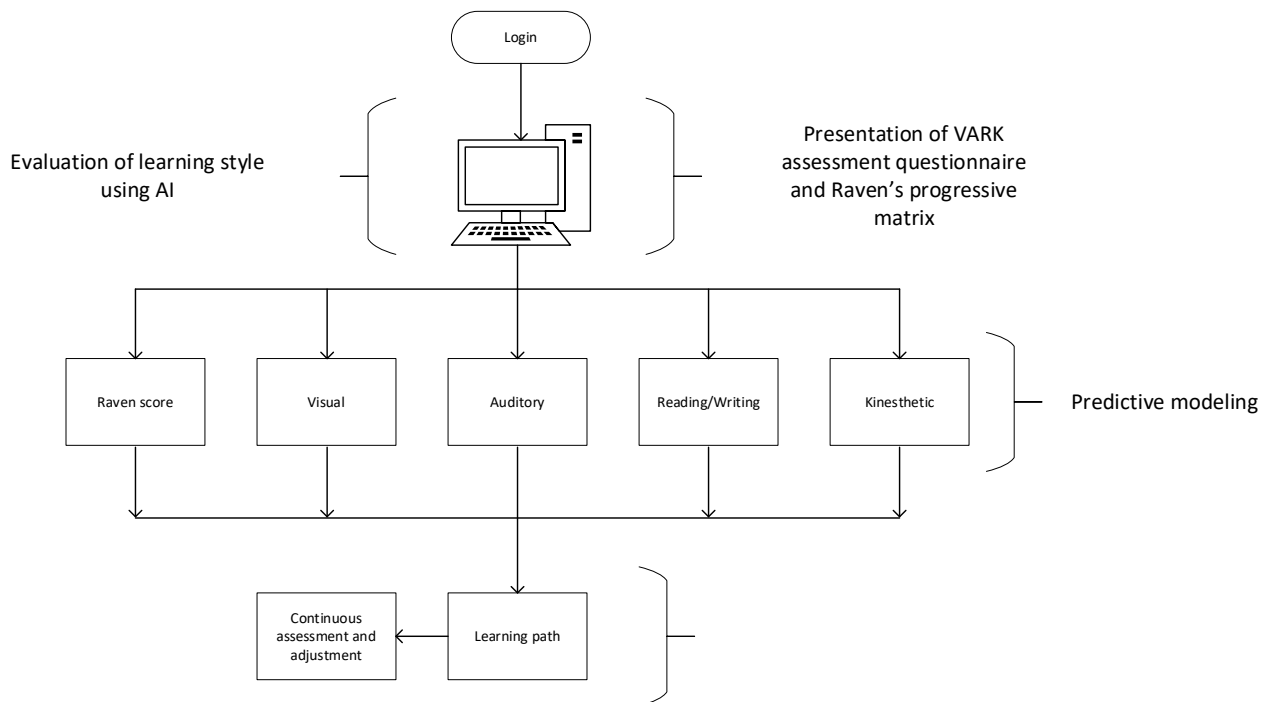 Login
Evaluation of learning style
using AI
Presentation of VARK
assessment questionnaire
and Raven’s progressive
matrix
Raven score
Visual
Auditory
Reading/Writing
Kinesthetic
Predictive modeling
Continuous
assessment and
adjustment
Learning path